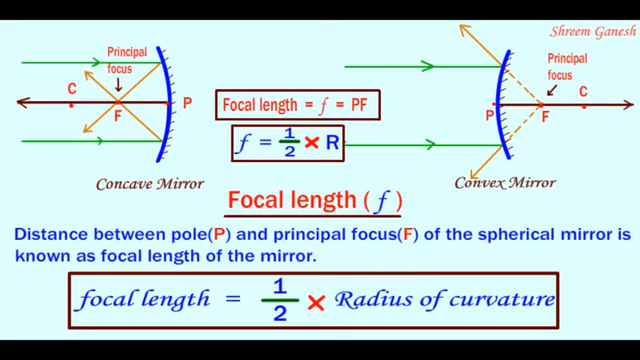 Shreem Ganesh
Principal
focus
C
F
P
Concave Mirror
Focal length = f = PF
f = 1/2 × R
Principal
focus
P
F
C
Convex Mirror
Focal length ( f )
Distance between pole(P) and principal focus(F) of the spherical mirror is
known as focal length of the mirror.
focal length = 1/2 × Radius of curvature